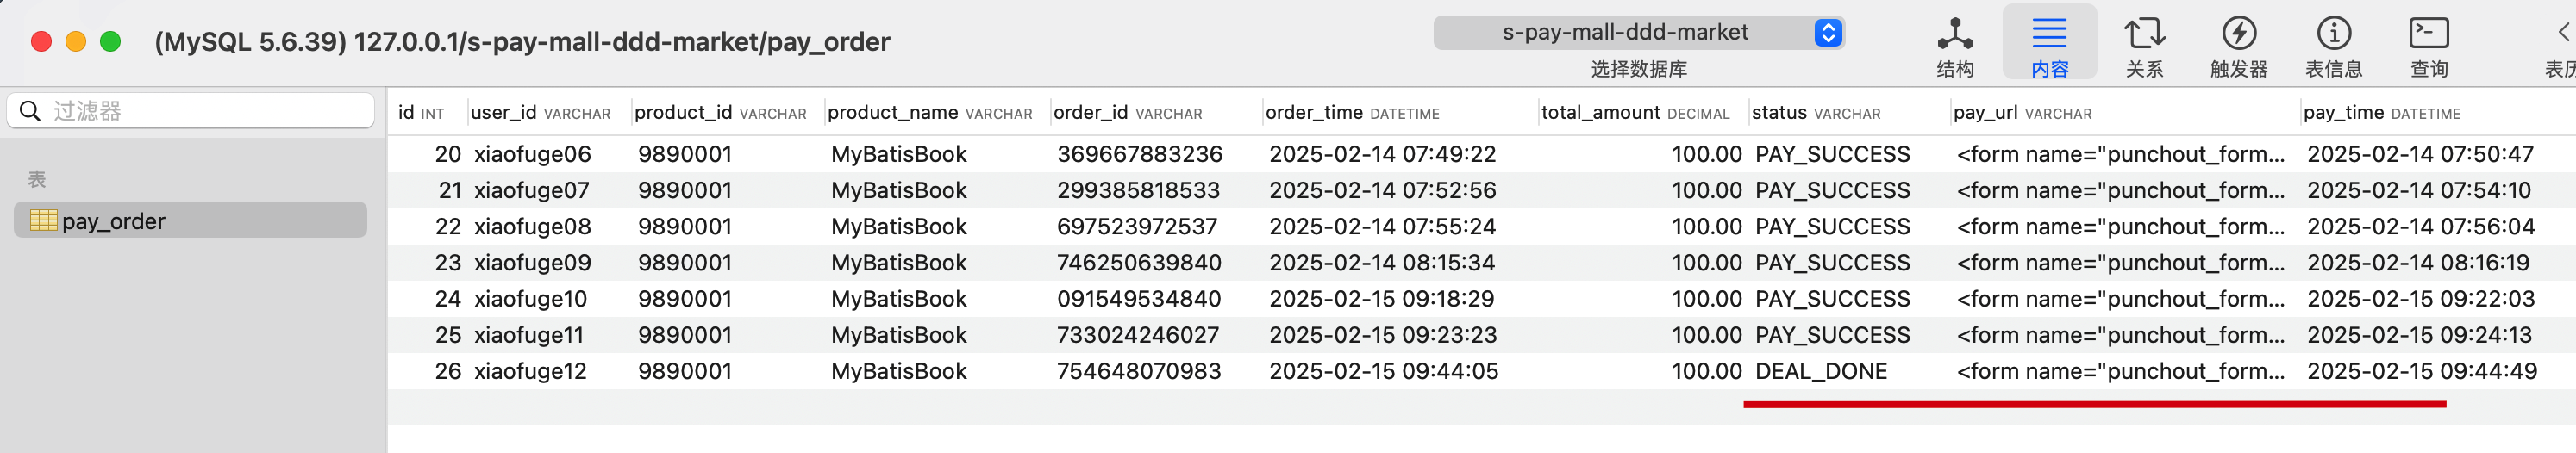 (MySQL 5.6.39) 127.0.0.1/s-pay-mall-ddd-market/pay_order
s-pay-mall-ddd-market
选择数据库
结构
内容
关系
触发器
表信息
查询
表历
过滤器
表
pay_order
id INT user_id VARCHAR product_id VARCHAR product_name VARCHAR order_id VARCHAR order_time DATETIME total_amount DECIMAL status VARCHAR pay_url VARCHAR pay_time DATETIME
20 xiaofuge06 9890001 MyBatisBook 369667883236 2025-02-14 07:49:22 100.00 PAY_SUCCESS <form name="punchout_form... 2025-02-14 07:50:47
21 xiaofuge07 9890001 MyBatisBook 299385818533 2025-02-14 07:52:56 100.00 PAY_SUCCESS <form name="punchout_form... 2025-02-14 07:54:10
22 xiaofuge08 9890001 MyBatisBook 697523972537 2025-02-14 07:55:24 100.00 PAY_SUCCESS <form name="punchout_form... 2025-02-14 07:56:04
23 xiaofuge09 9890001 MyBatisBook 746250639840 2025-02-14 08:15:34 100.00 PAY_SUCCESS <form name="punchout_form... 2025-02-14 08:16:19
24 xiaofuge10 9890001 MyBatisBook 091549534840 2025-02-15 09:18:29 100.00 PAY_SUCCESS <form name="punchout_form... 2025-02-15 09:22:03
25 xiaofuge11 9890001 MyBatisBook 733024246027 2025-02-15 09:23:23 100.00 PAY_SUCCESS <form name="punchout_form... 2025-02-15 09:24:13
26 xiaofuge12 9890001 MyBatisBook 754648070983 2025-02-15 09:44:05 100.00 DEAL_DONE <form name="punchout_form... 2025-02-15 09:44:49